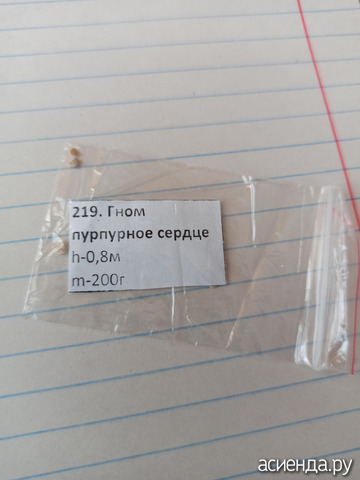 219. Гном
пурпурное сердце
h-0,8м
m-200г
асиенда.ру